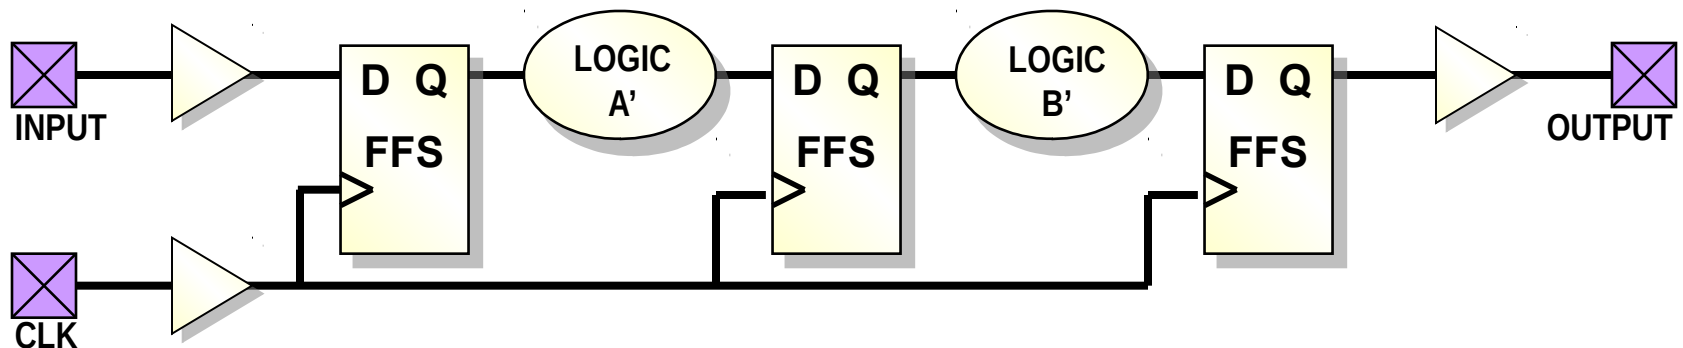 INPUT
D Q
FFS
LOGIC
A’
D Q
FFS
LOGIC
B’
D Q
FFS
OUTPUT
CLK